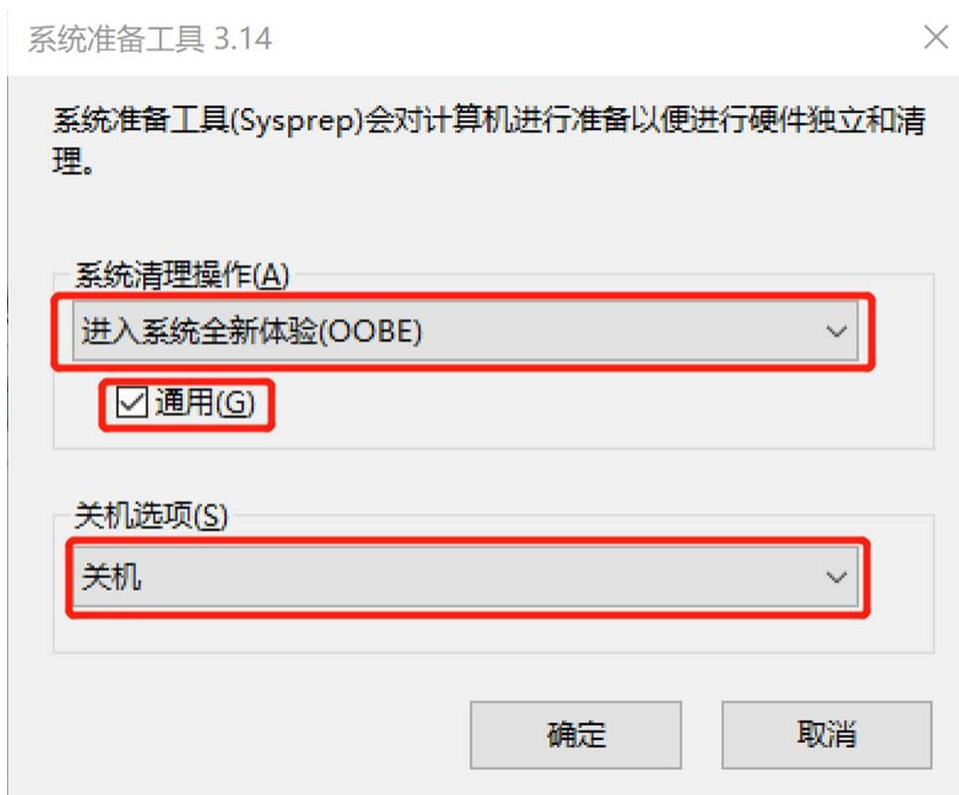 系统准备工具 3.14
系统准备工具(Sysprep)会对计算机进行准备以便进行硬件独立和清
理。
系统清理操作(A)
进入系统全新体验(OOBE)
通用(G)
关机选项(S)
关机
确定
取消